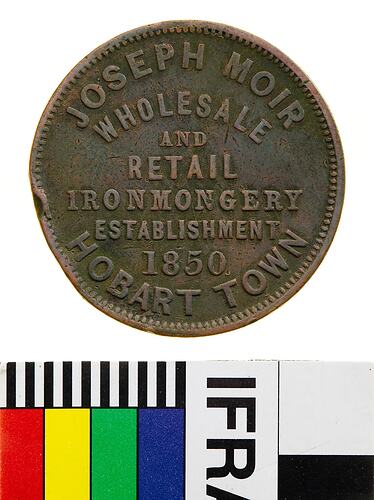 JOSEPH MOIR
WHOLESALE
AND
RETAIL
IRONMONGERY
ESTABLISHMENT
1850
HOBART TOWN
IFRA